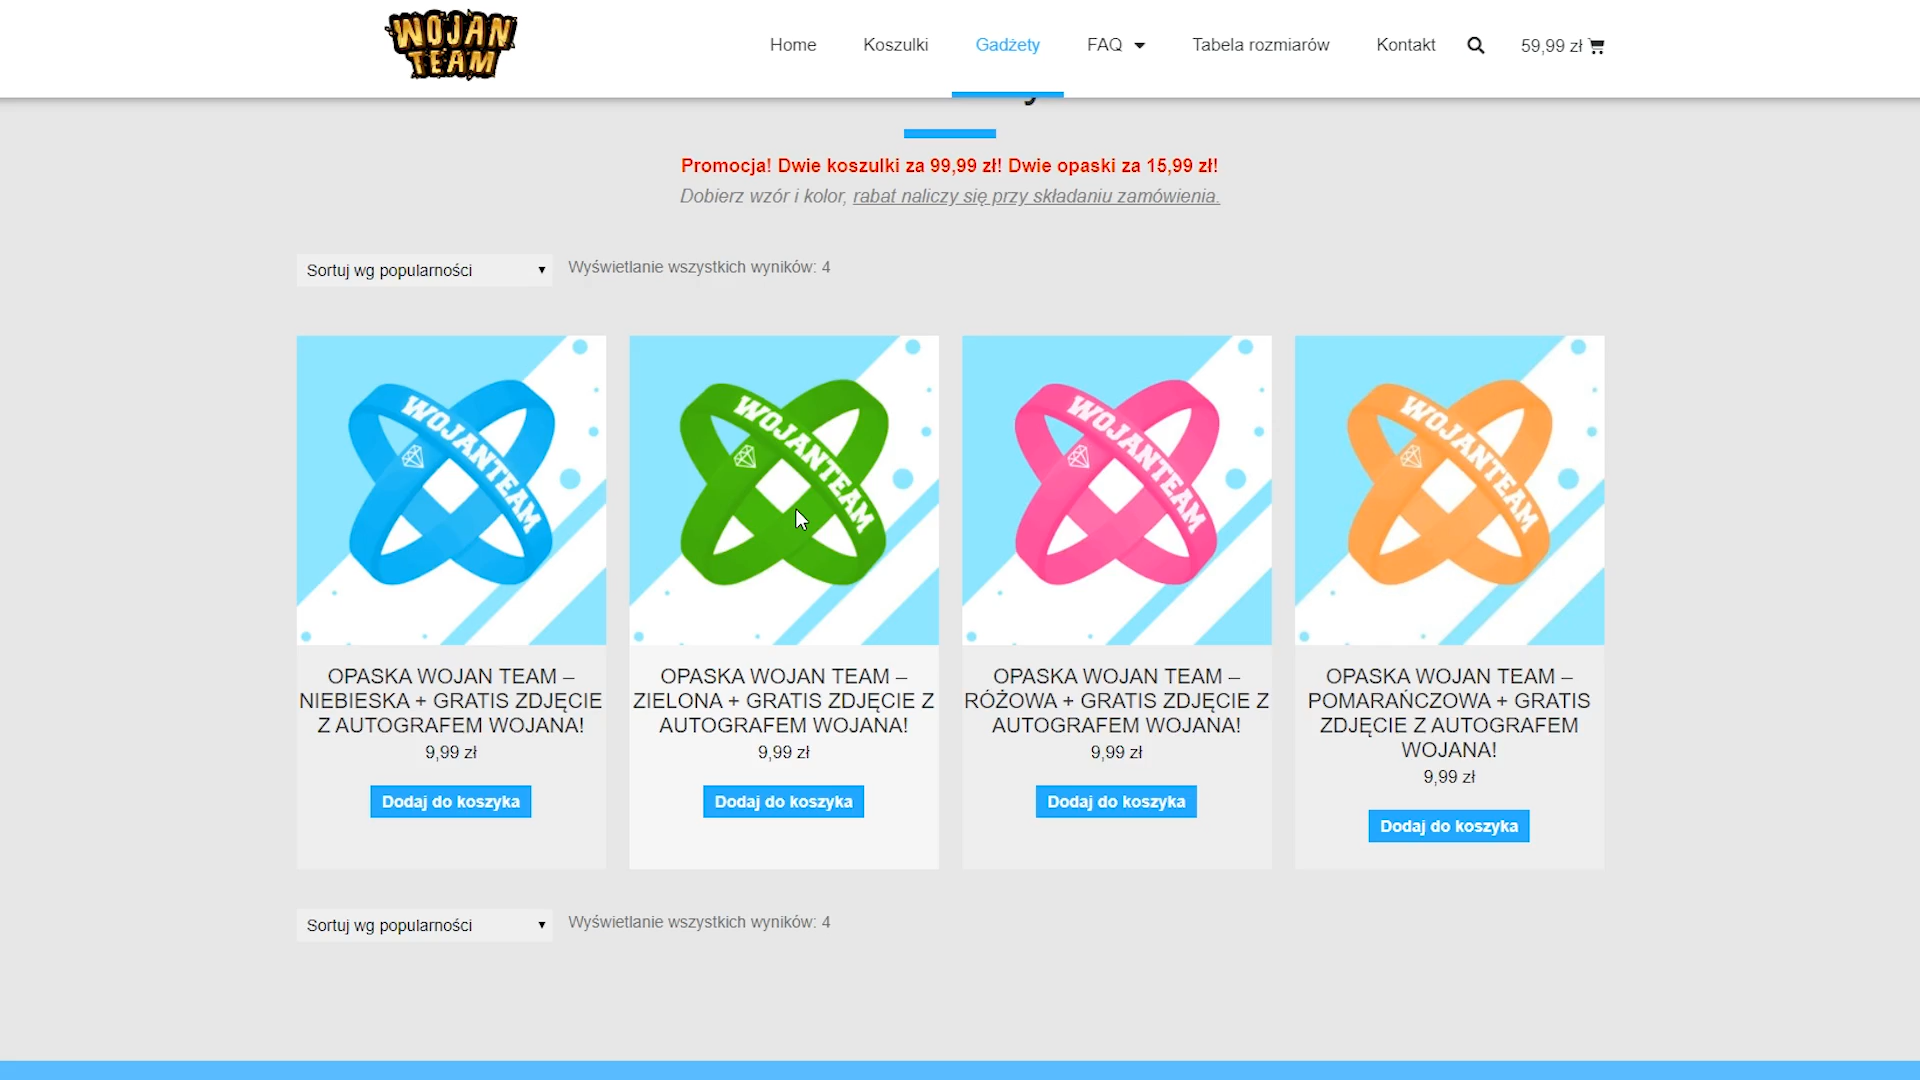 WOJAN
TEAM
Home
Koszulki
Gadżety
FAQ
Tabela rozmiarów
Kontakt
59,99 zł
Promocja! Dwie koszulki za 99,99 zł! Dwie opaski za 15,99 zł!
Dobierz wzór i kolor, rabat naliczy się przy składaniu zamówienia.
Sortuj wg popularności
Wyświetlanie wszystkich wyników: 4
WOJANTEAM
WOJANTEAM
WOJANTEAM
WOJANTEAM
OPASKA WOJAN TEAM –
NIEBIESKA + GRATIS ZDJĘCIE
Z AUTOGRAFEM WOJANA!
9,99 zł
Dodaj do koszyka
OPASKA WOJAN TEAM –
ZIELONA + GRATIS ZDJĘCIE Z
AUTOGRAFEM WOJANA!
9,99 zł
Dodaj do koszyka
OPASKA WOJAN TEAM –
RÓŻOWA + GRATIS ZDJĘCIE Z
AUTOGRAFEM WOJANA!
9,99 zł
Dodaj do koszyka
OPASKA WOJAN TEAM –
POMARAŃCZOWA + GRATIS
ZDJĘCIE Z AUTOGRAFEM
WOJANA!
9,99 zł
Dodaj do koszyka
Sortuj wg popularności
Wyświetlanie wszystkich wyników: 4